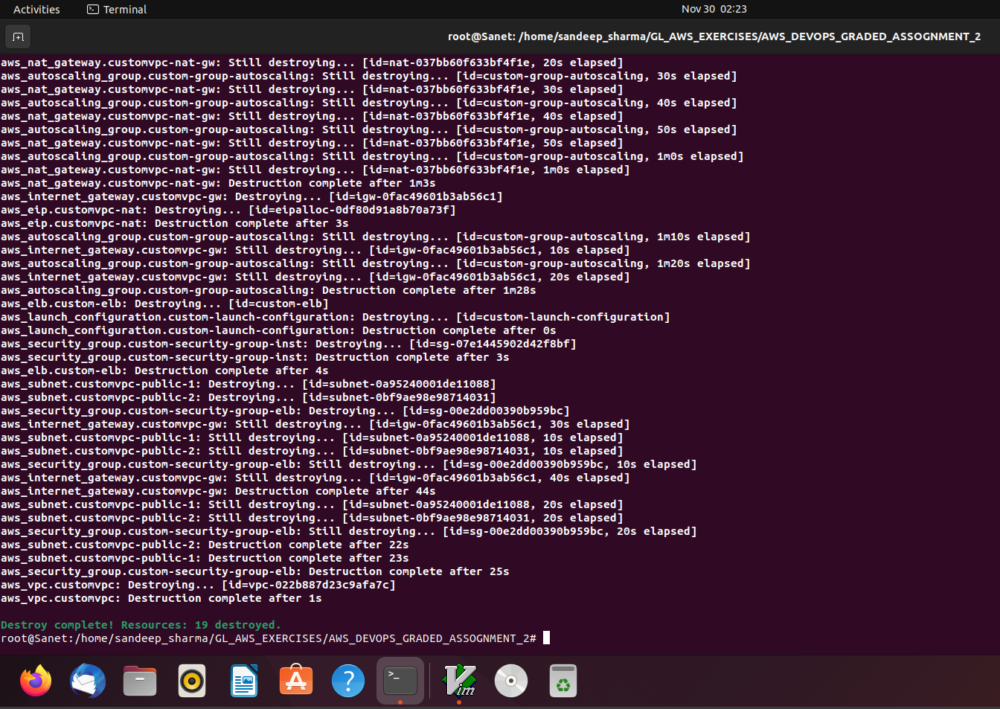 Activities
Terminal
Nov 30 02:23
root@Sanet: /home/sandeep_sharma/GL_AWS_EXERCISES/AWS_DEVOPS_GRADED_ASSOGNMENT_2
aws_nat_gateway.customvpc-nat-gw: Still destroying... [id=nat-037bb60f633bf4f1e, 20s elapsed]
aws_autoscaling_group.custom-group-autoscaling: Still destroying... [id=custom-group-autoscaling, 30s elapsed]
aws_nat_gateway.customvpc-nat-gw: Still destroying... [id=nat-037bb60f633bf4f1e, 30s elapsed]
aws_autoscaling_group.custom-group-autoscaling: Still destroying... [id=custom-group-autoscaling, 40s elapsed]
aws_nat_gateway.customvpc-nat-gw: Still destroying... [id=nat-037bb60f633bf4f1e, 40s elapsed]
aws_autoscaling_group.custom-group-autoscaling: Still destroying... [id=custom-group-autoscaling, 50s elapsed]
aws_nat_gateway.customvpc-nat-gw: Still destroying... [id=nat-037bb60f633bf4f1e, 50s elapsed]
aws_autoscaling_group.custom-group-autoscaling: Still destroying... [id=custom-group-autoscaling, 1m0s elapsed]
aws_nat_gateway.customvpc-nat-gw: Still destroying... [id=nat-037bb60f633bf4f1e, 1m0s elapsed]
aws_nat_gateway.customvpc-nat-gw: Destruction complete after 1m3s
aws_internet_gateway.customvpc-gw: Destroying... [id=igw-0fac49601b3ab56c1]
aws_eip.customvpc-nat: Destroying... [id=eipalloc-0df80d91a8b70a73f]
aws_eip.customvpc-nat: Destruction complete after 3s
aws_autoscaling_group.custom-group-autoscaling: Still destroying... [id=custom-group-autoscaling, 1m10s elapsed]
aws_internet_gateway.customvpc-gw: Still destroying... [id=igw-0fac49601b3ab56c1, 10s elapsed]
aws_autoscaling_group.custom-group-autoscaling: Still destroying... [id=custom-group-autoscaling, 1m20s elapsed]
aws_internet_gateway.customvpc-gw: Still destroying... [id=igw-0fac49601b3ab56c1, 20s elapsed]
aws_autoscaling_group.custom-group-autoscaling: Destruction complete after 1m28s
aws_elb.custom-elb: Destroying... [id=custom-elb]
aws_launch_configuration.custom-launch-configuration: Destroying... [id=custom-launch-configuration]
aws_launch_configuration.custom-launch-configuration: Destruction complete after 0s
aws_security_group.custom-security-group-inst: Destroying... [id=sg-07e1445902d42f8bf]
aws_security_group.custom-security-group-inst: Destruction complete after 3s
aws_elb.custom-elb: Destruction complete after 4s
aws_subnet.customvpc-public-1: Destroying... [id=subnet-0a95240001de11088]
aws_subnet.customvpc-public-2: Destroying... [id=subnet-0bf9ae98e98714031]
aws_security_group.custom-security-group-elb: Destroying... [id=sg-00e2dd00390b959bc]
aws_internet_gateway.customvpc-gw: Still destroying... [id=igw-0fac49601b3ab56c1, 30s elapsed]
aws_subnet.customvpc-public-1: Still destroying... [id=subnet-0a95240001de11088, 10s elapsed]
aws_subnet.customvpc-public-2: Still destroying... [id=subnet-0bf9ae98e98714031, 10s elapsed]
aws_security_group.custom-security-group-elb: Still destroying... [id=sg-00e2dd00390b959bc, 10s elapsed]
aws_internet_gateway.customvpc-gw: Still destroying... [id=igw-0fac49601b3ab56c1, 40s elapsed]
aws_internet_gateway.customvpc-gw: Destruction complete after 44s
aws_subnet.customvpc-public-1: Still destroying... [id=subnet-0a95240001de11088, 20s elapsed]
aws_subnet.customvpc-public-2: Still destroying... [id=subnet-0bf9ae98e98714031, 20s elapsed]
aws_security_group.custom-security-group-elb: Still destroying... [id=sg-00e2dd00390b959bc, 20s elapsed]
aws_subnet.customvpc-public-2: Destruction complete after 22s
aws_subnet.customvpc-public-1: Destruction complete after 23s
aws_security_group.custom-security-group-elb: Destruction complete after 25s
aws_vpc.customvpc: Destroying... [id=vpc-022b887d23c9afa7c]
aws_vpc.customvpc: Destruction complete after 1s
Destroy complete! Resources: 19 destroyed.
root@Sanet:/home/sandeep_sharma/GL_AWS_EXERCISES/AWS_DEVOPS_GRADED_ASSOGNMENT_2#
>_
?
Vim